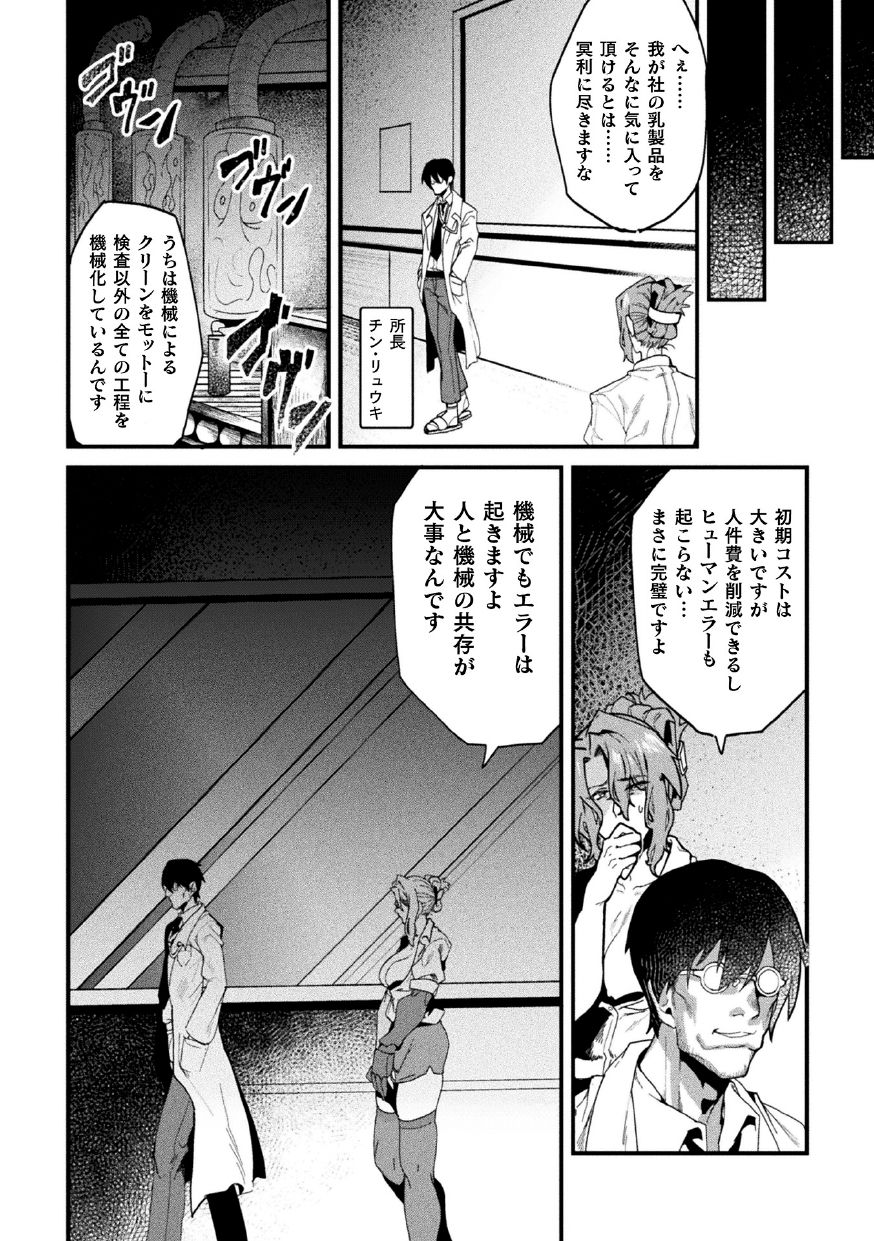 へぇ……
我が社の乳製品を
そんなに気に入って
頂けるとは……
冥利に尽きますな
所長
チン・リュウキ
ゴヴン
ゴヴン
ゴヴン
うちは機械による
クリーンをモットーに
検査以外の全ての工程を
機械化しているんです
初期コストは
大きいですが
人件費を削減できるし
ヒューマンエラーも
起こらない…
まさに完璧ですよ
機械でもエラーは
起きますよ
人と機械の共存が
大事なんです